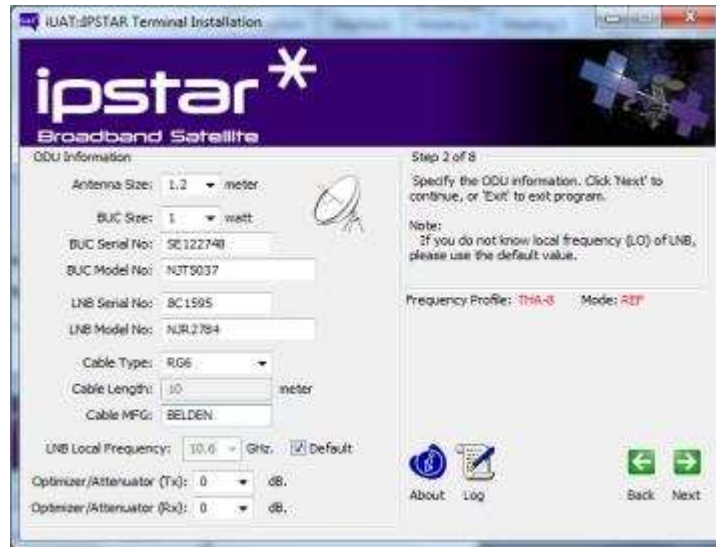 iUAT:IPSTAR Terminal Installation
ipstar*
Broadband Satellite
ODU Information
Antenna Size: 1.2 meter
BUC Size: 1 watt
BUC Serial No: SE122748
BUC Model No: NJT5037
LNB Serial No: 8C1595
LNB Model No: NJR2784
Cable Type: RG6
Cable Length: 10 meter
Cable MFG: BELDEN
LNB Local Frequency: 10.6 GHz. Default
Optimizer/Attenuator (Tx): 0 dB.
Optimizer/Attenuator (Rx): 0 dB.
Step 2 of 8
Specify the ODU information. Click 'Next' to
continue, or 'Exit' to exit program.
Note:
If you do not know local frequency (LO) of LNB,
please use the default value.
Frequency Profile: THA-8 Mode: REF
About Log Back Next